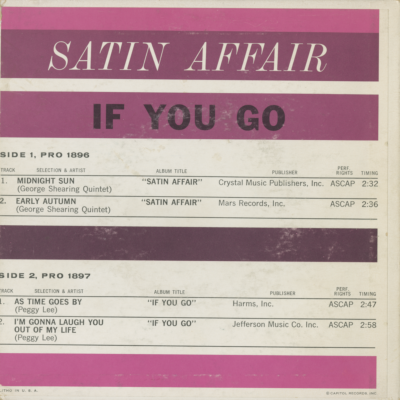 SATIN AFFAIR
IF YOU GO
SIDE 1, PRO 1896
TRACK SELECTION & ARTIST ALBUM TITLE PUBLISHER PERF. RIGHTS TIMING
1. MIDNIGHT SUN "SATIN AFFAIR" Crystal Music Publishers, Inc. ASCAP 2:32
(George Shearing Quintet)
2. EARLY AUTUMN "SATIN AFFAIR" Mars Records, Inc. ASCAP 2:36
(George Shearing Quintet)
SIDE 2, PRO 1897
TRACK SELECTION & ARTIST ALBUM TITLE PUBLISHER PERF. RIGHTS TIMING
1. AS TIME GOES BY "IF YOU GO" Harms, Inc. ASCAP 2:47
(Peggy Lee)
2. I'M GONNA LAUGH YOU "IF YOU GO" Jefferson Music Co. Inc. ASCAP 2:58
OUT OF MY LIFE
(Peggy Lee)
IN U.S.A.
© CAPITOL RECORDS, INC.